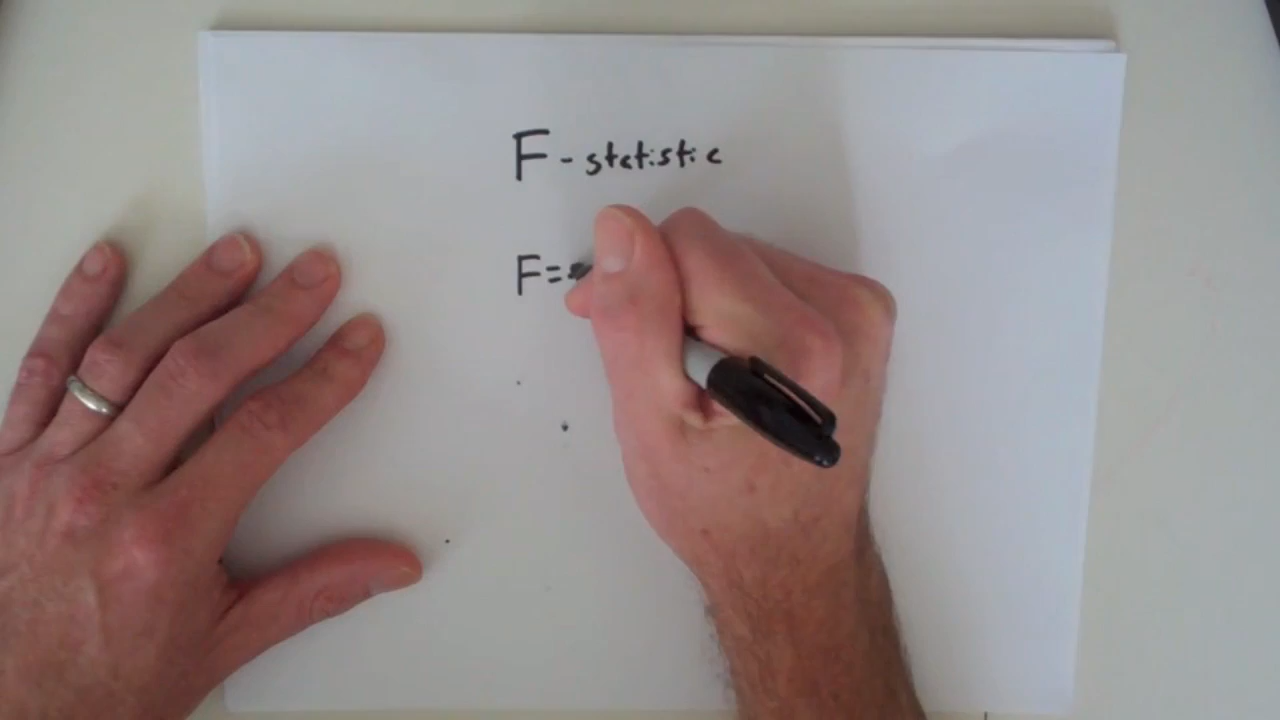 F - statistic
F =